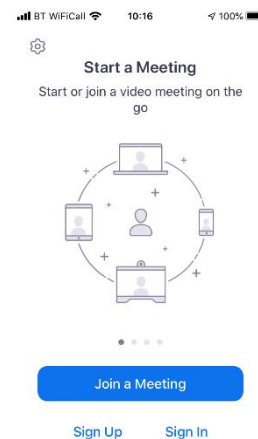 BT WiFiCall 10:16 100%
Start a Meeting
Start or join a video meeting on the
go
Join a Meeting
Sign Up Sign In